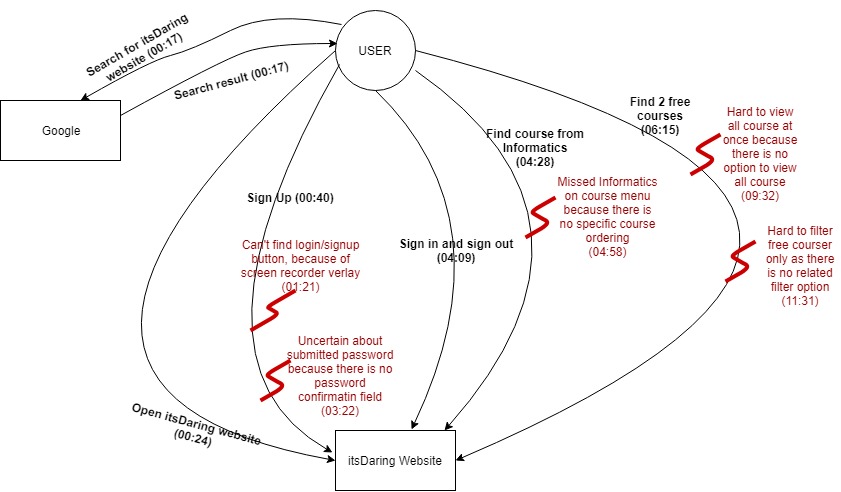 Search for itsDaring
website (00:17)
USER
Search result (00:17)
Google
Find 2 free
courses
(06:15)
Hard to view
all course at
once because
there is no
option to view
all course
(09:32)
Find course from
Informatics
(04:28)
Missed Informatics
on course menu
because there is
no specific course
ordering
(04:58)
Sign Up (00:40)
Sign in and sign out
(04:09)
Hard to filter
free courser
only as there
is no related
filter option
(11:31)
Can't find login/signup
button, because of
screen recorder verlay
(01:21)
Uncertain about
submitted password
because there is no
password
confirmatin field
(03:22)
Open itsDaring website
(00:24)
itsDaring Website